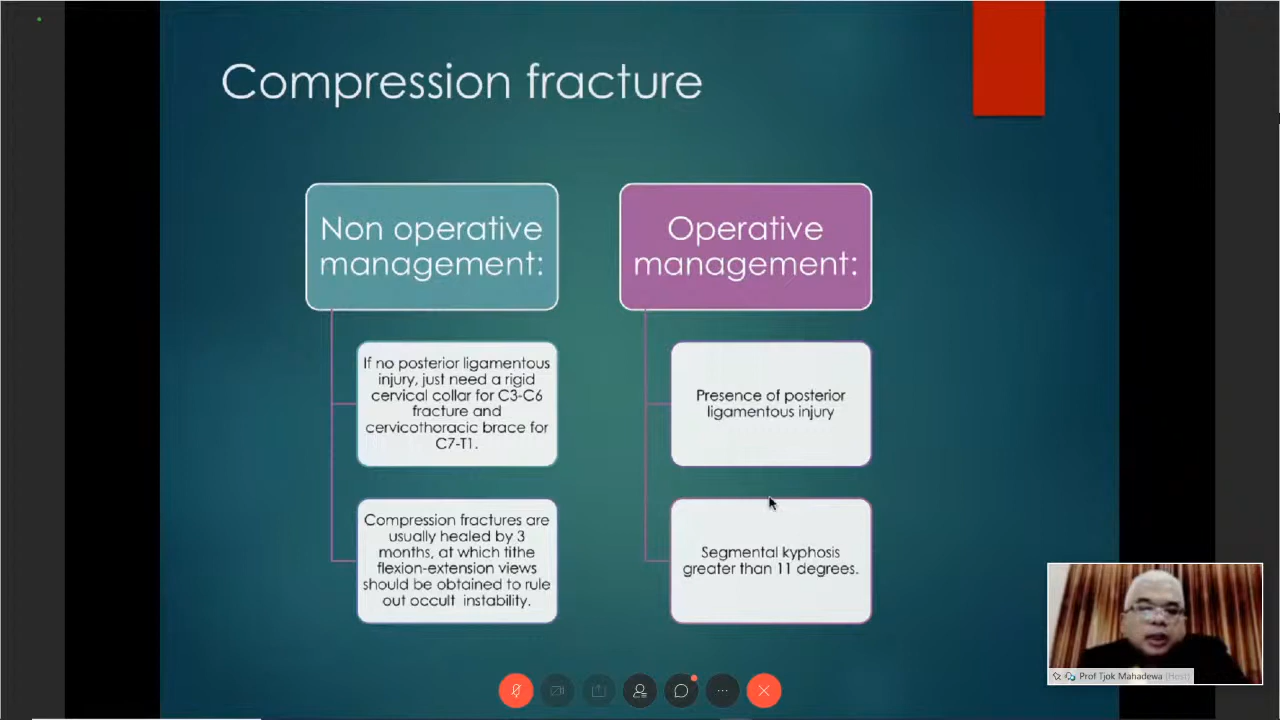 Compression fracture
Non operative
management:
If no posterior ligamentous
injury, just need a rigid
cervical collar for C3-C6
fracture and
cervicothoracic brace for
C7-T1.
Compression fractures are
usually healed by 3
months, at which tithe
flexion-extension views
should be obtained to rule
out occult instability.
Operative
management:
Presence of posterior
ligamentous injury
Segmental kyphosis
greater than 11 degrees.
Prof Tjok Mahadewa (Host)